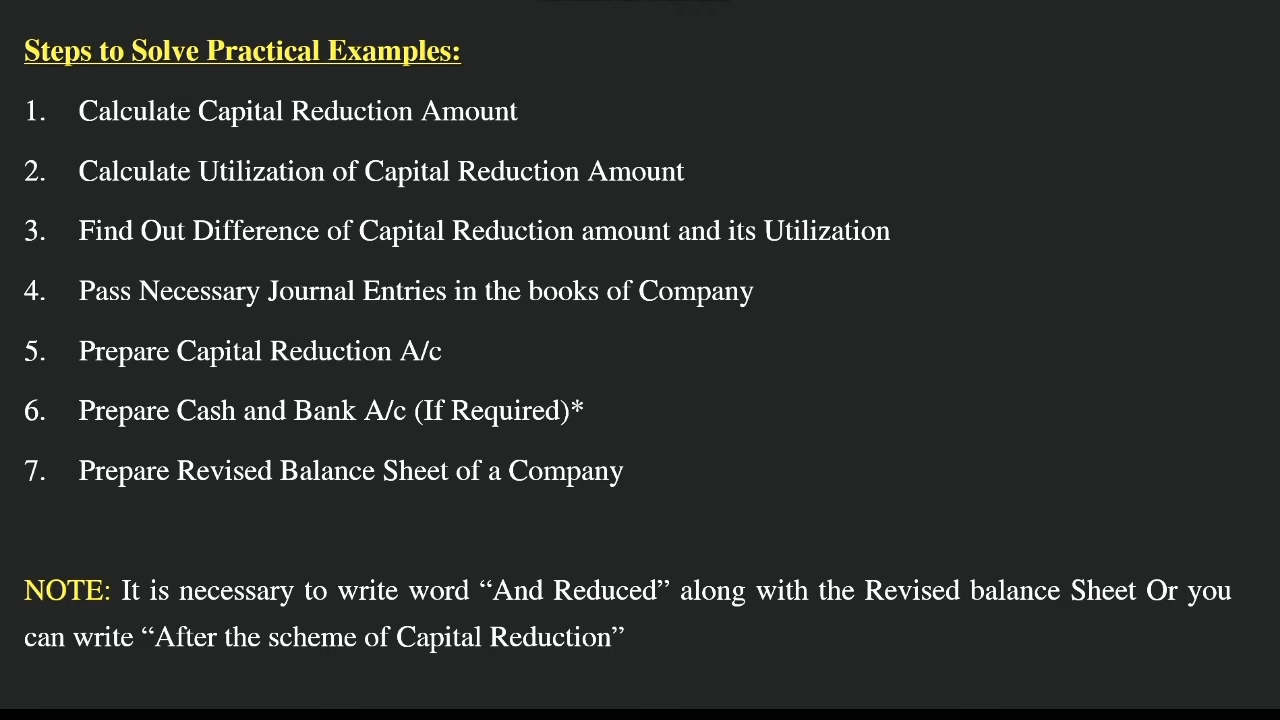 Steps to Solve Practical Examples:
1. Calculate Capital Reduction Amount
2. Calculate Utilization of Capital Reduction Amount
3. Find Out Difference of Capital Reduction amount and its Utilization
4. Pass Necessary Journal Entries in the books of Company
5. Prepare Capital Reduction A/c
6. Prepare Cash and Bank A/c (If Required)*
7. Prepare Revised Balance Sheet of a Company
NOTE: It is necessary to write word “And Reduced” along with the Revised balance Sheet Or you
can write “After the scheme of Capital Reduction”